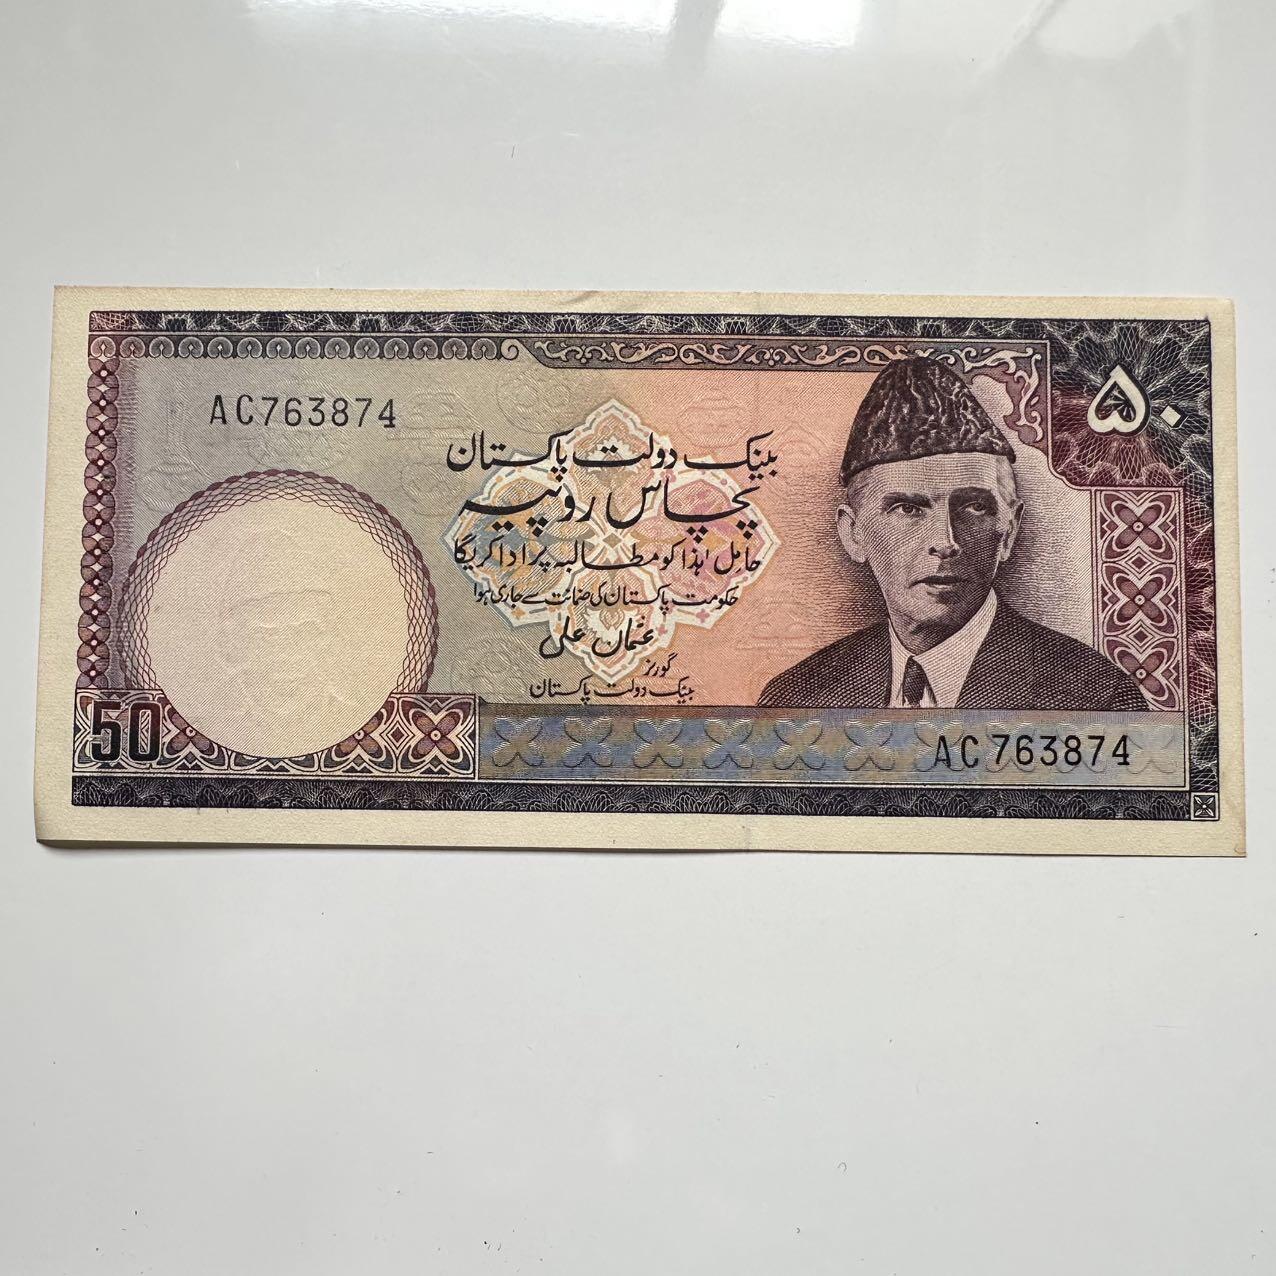 ۵۰
AC763874
بینک دولت پاکستان
پچاس روپیہ
حامل ہٰذا کو مطالبہ پر ادا کریگا
حکومت پاکستان کی ضمانت سے جاری ہوا
عثمان علی
گورنر
بینک دولت پاکستان
50
AC763874